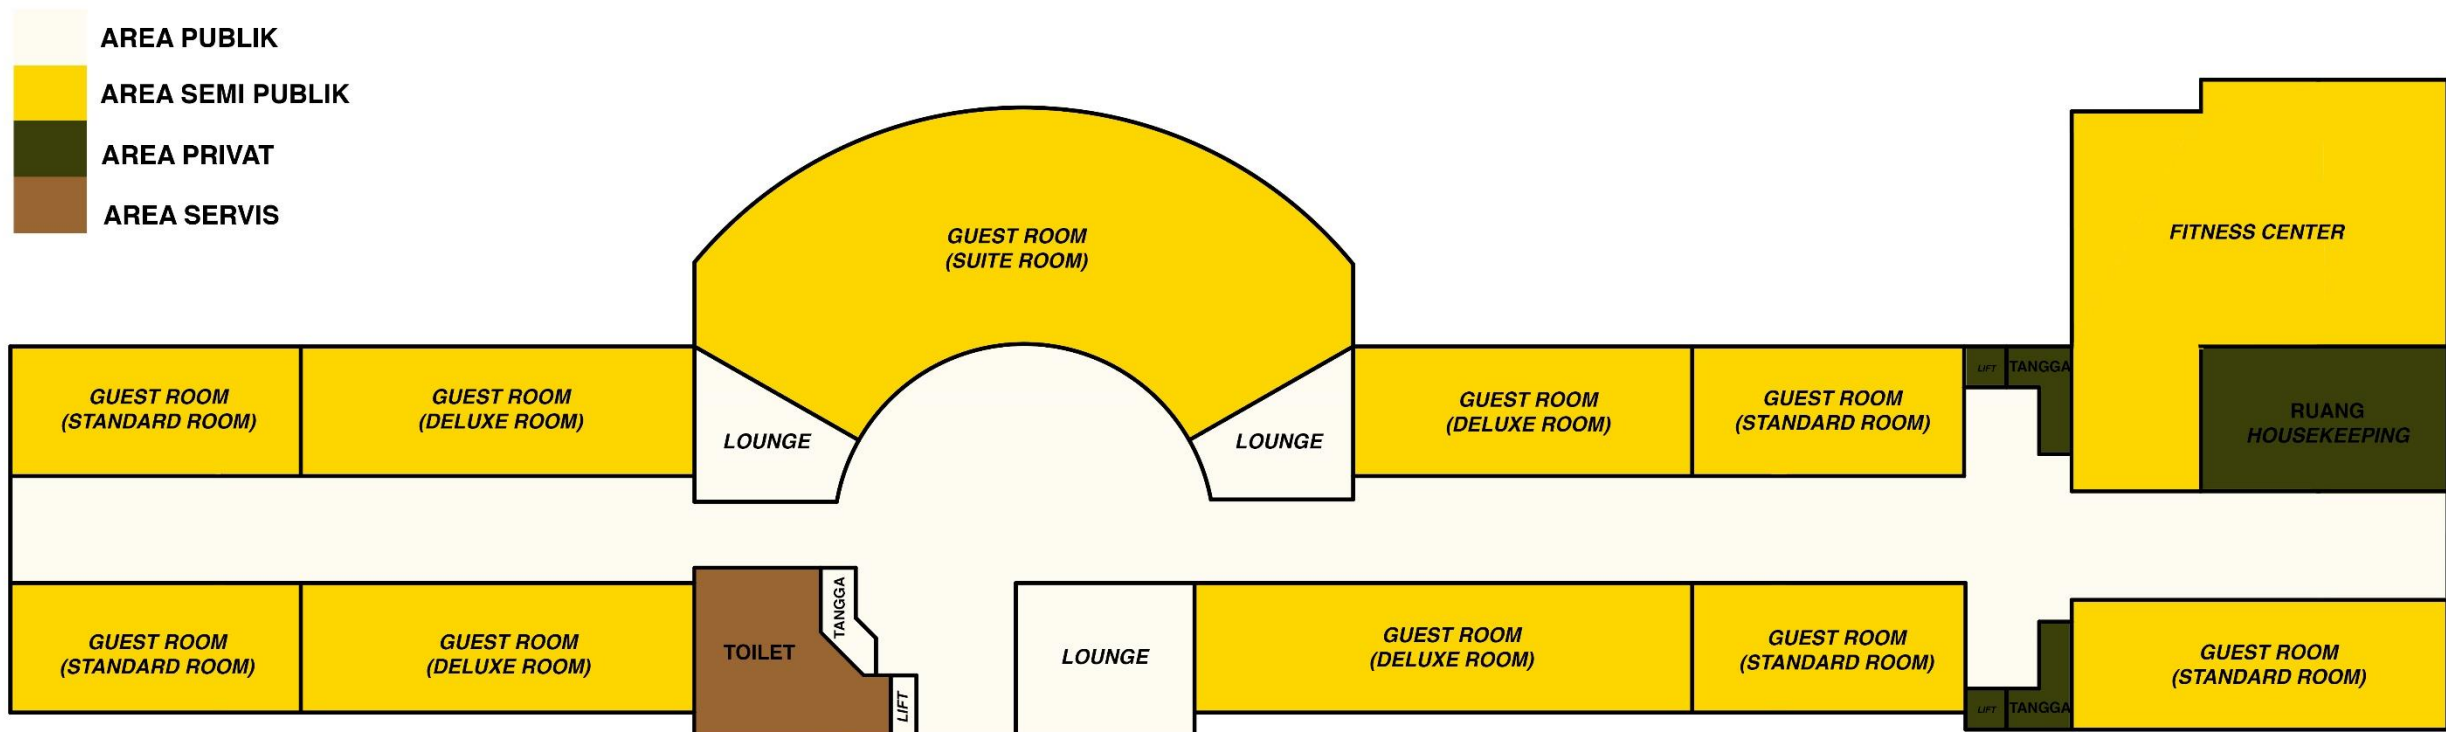 AREA PUBLIK
AREA SEMI PUBLIK
AREA PRIVAT
AREA SERVIS
GUEST ROOM
(SUITE ROOM)
FITNESS CENTER
GUEST ROOM
(STANDARD ROOM)
GUEST ROOM
(DELUXE ROOM)
LOUNGE
LOUNGE
GUEST ROOM
(DELUXE ROOM)
GUEST ROOM
(STANDARD ROOM)
LIFT
TANGGA
RUANG
HOUSEKEEPING
GUEST ROOM
(STANDARD ROOM)
GUEST ROOM
(DELUXE ROOM)
TOILET
TANGGA
LIFT
LOUNGE
GUEST ROOM
(DELUXE ROOM)
GUEST ROOM
(STANDARD ROOM)
LIFT
TANGGA
GUEST ROOM
(STANDARD ROOM)